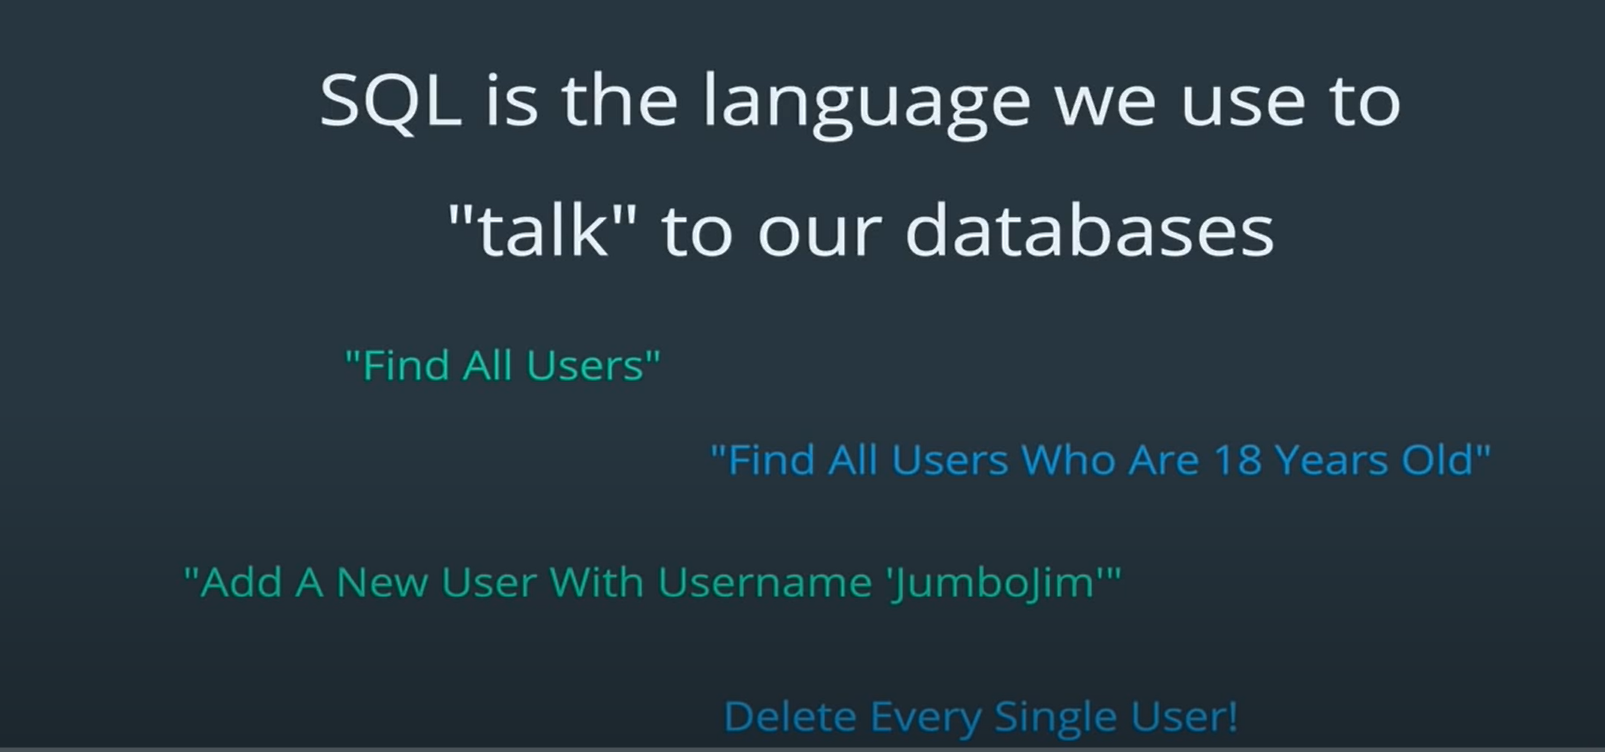 SQL is the language we use to
"talk" to our databases
"Find All Users"
"Find All Users Who Are 18 Years Old"
"Add A New User With Username 'JumboJim'"
Delete Every Single User!